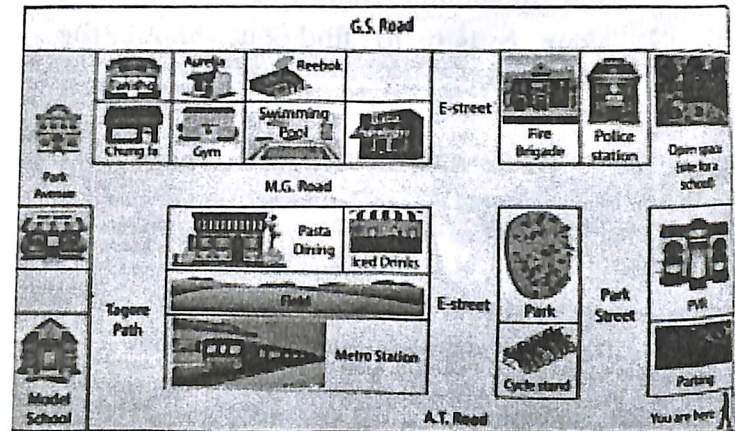 G.S. Road
Aurelia
Reebok
Chung fa
Gym
Swimming
Pool
E-street
Fire
Brigade
Police
station
Open space
(site for a
school)
Park
Avenue
M.G. Road
Pasta
Dining
Iced Drinks
Field
Tagore
Path
Metro Station
E-street
Park
Park
Street
PVR
Cycle stand
Parking
Model
School
A.T. Road
You are here